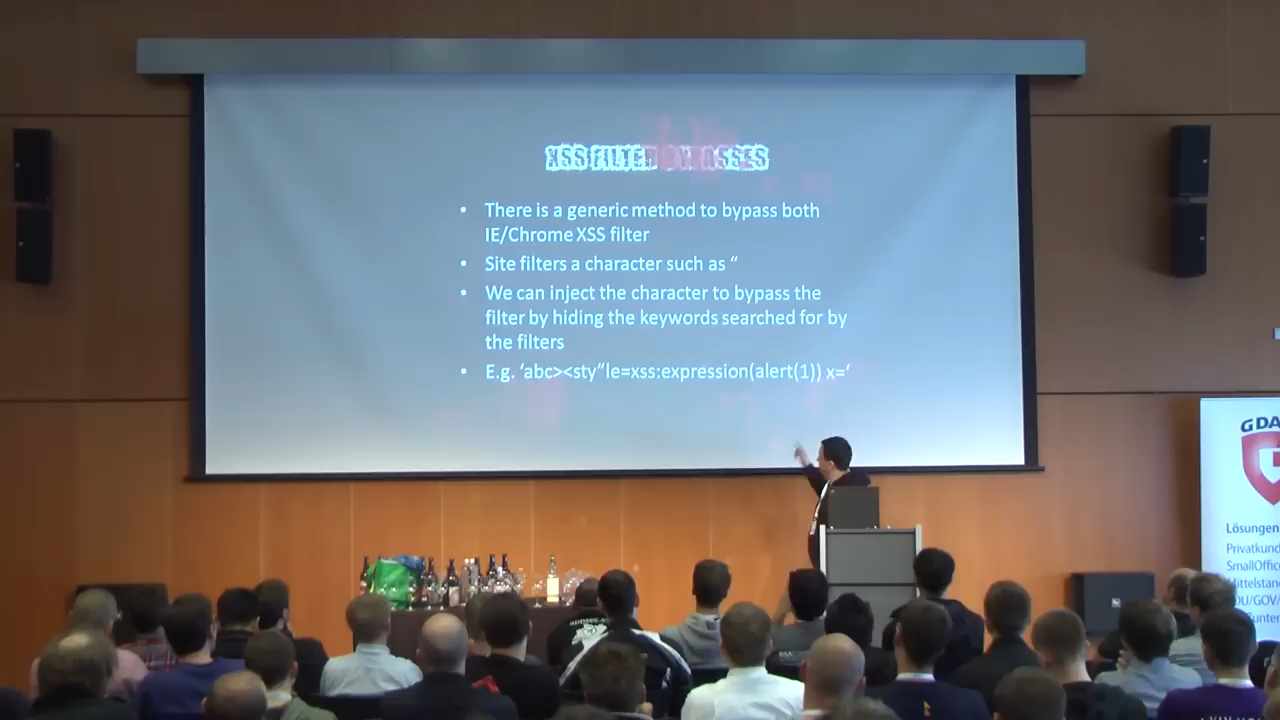 XSS FILTER BYPASSES
• There is a generic method to bypass both
IE/Chrome XSS filter
• Site filters a character such as “
• We can inject the character to bypass the
filter by hiding the keywords searched for by
the filters
• E.g. ‘abc><sty”le=xss:expression(alert(1)) x=‘
GDA
Lösungen
Privatkund
SmallOffic
Mittelstan